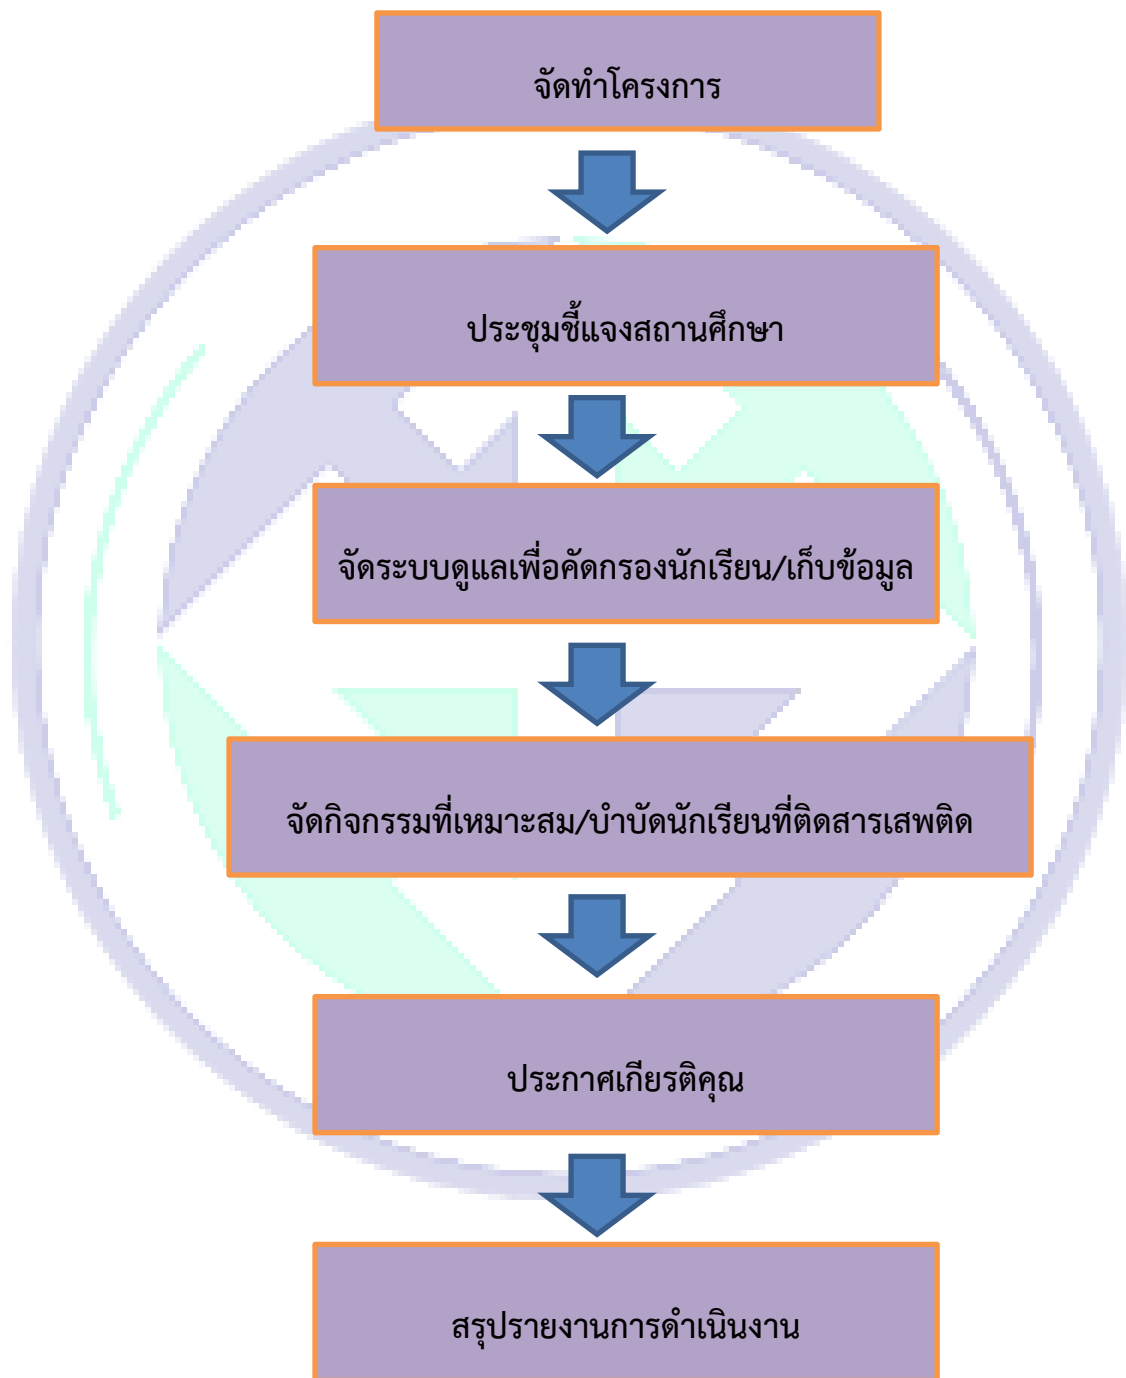 จัดทำโครงการ
ประชุมชี้แจงสถานศึกษา
จัดระบบดูแลเพื่อคัดกรองนักเรียน/เก็บข้อมูล
จัดกิจกรรมที่เหมาะสม/บำบัดนักเรียนที่ติดสารเสพติด
ประกาศเกียรติคุณ
สรุปรายงานการดำเนินงาน